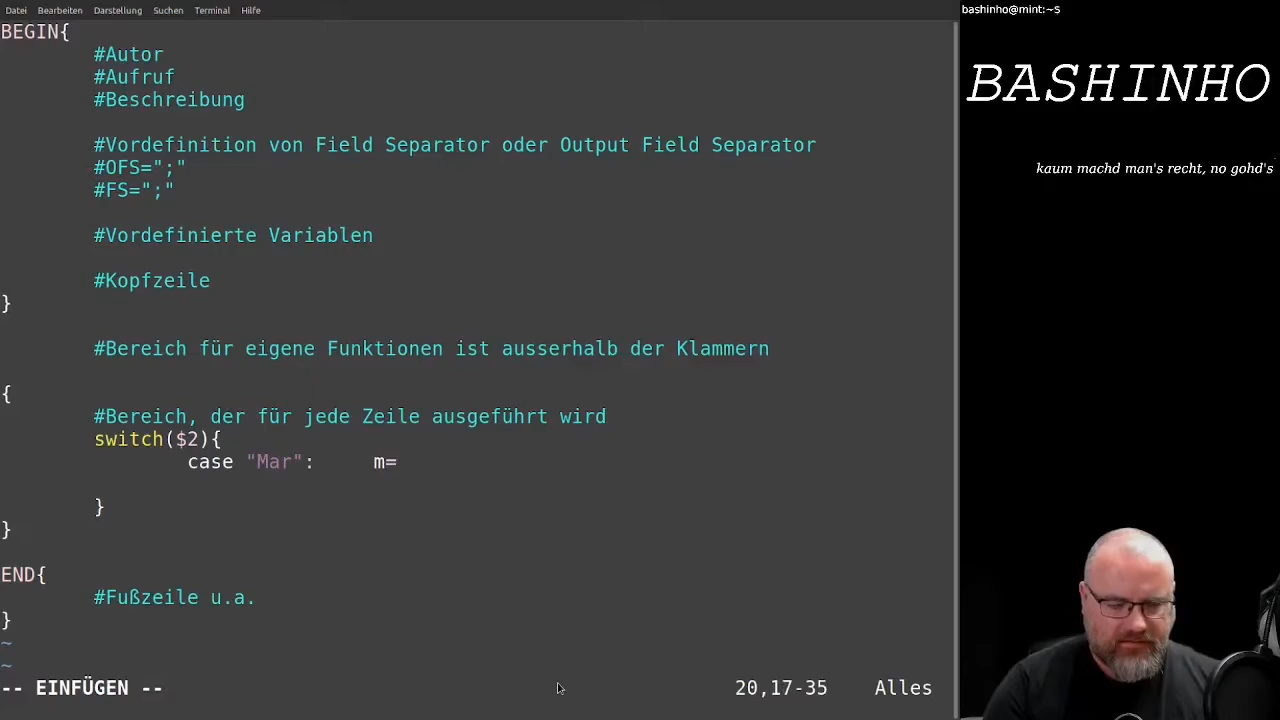 Datei Bearbeiten Darstellung Suchen Terminal Hilfe
BEGIN{
#Autor
#Aufruf
#Beschreibung
#Vordefinition von Field Separator oder Output Field Separator
#OFS=";"
#FS=";"
#Vordefinierte Variablen
#Kopfzeile
}
#Bereich für eigene Funktionen ist ausserhalb der Klammern
{
#Bereich, der für jede Zeile ausgeführt wird
switch($2){
case "Mar": m=
}
}
END{
#Fußzeile u.a.
}
~
~
-- EINFÜGEN -- 20,17-35 Alles
bashinho@mint:~$
BASHINHO
kaum machd man's recht, no gohd's